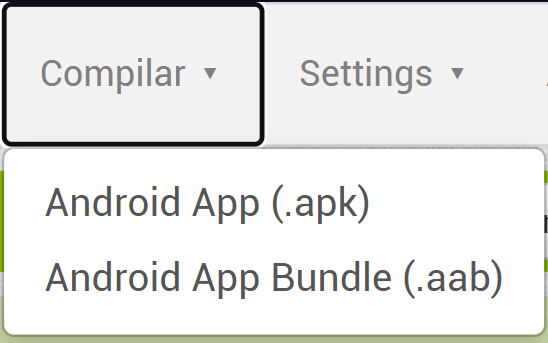 Compilar ▼ Settings ▼
Android App (.apk)
Android App Bundle (.aab)